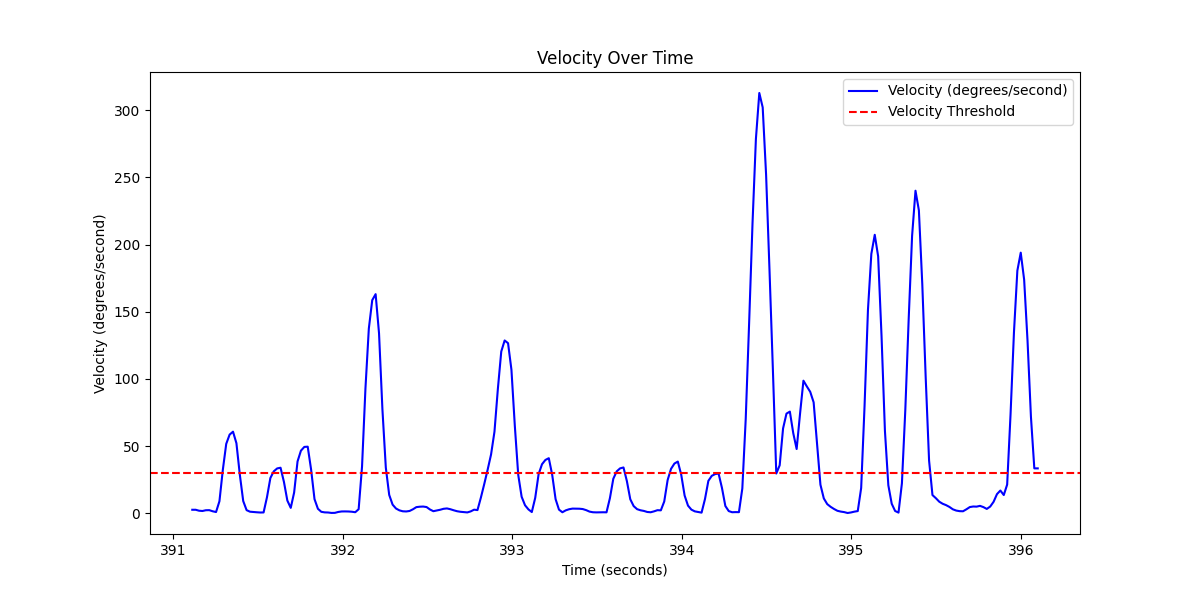 Velocity Over Time
Velocity (degrees/second)
Velocity Threshold
300
250
200
150
100
50
0
Velocity (degrees/second)
391
392
393
394
395
396
Time (seconds)